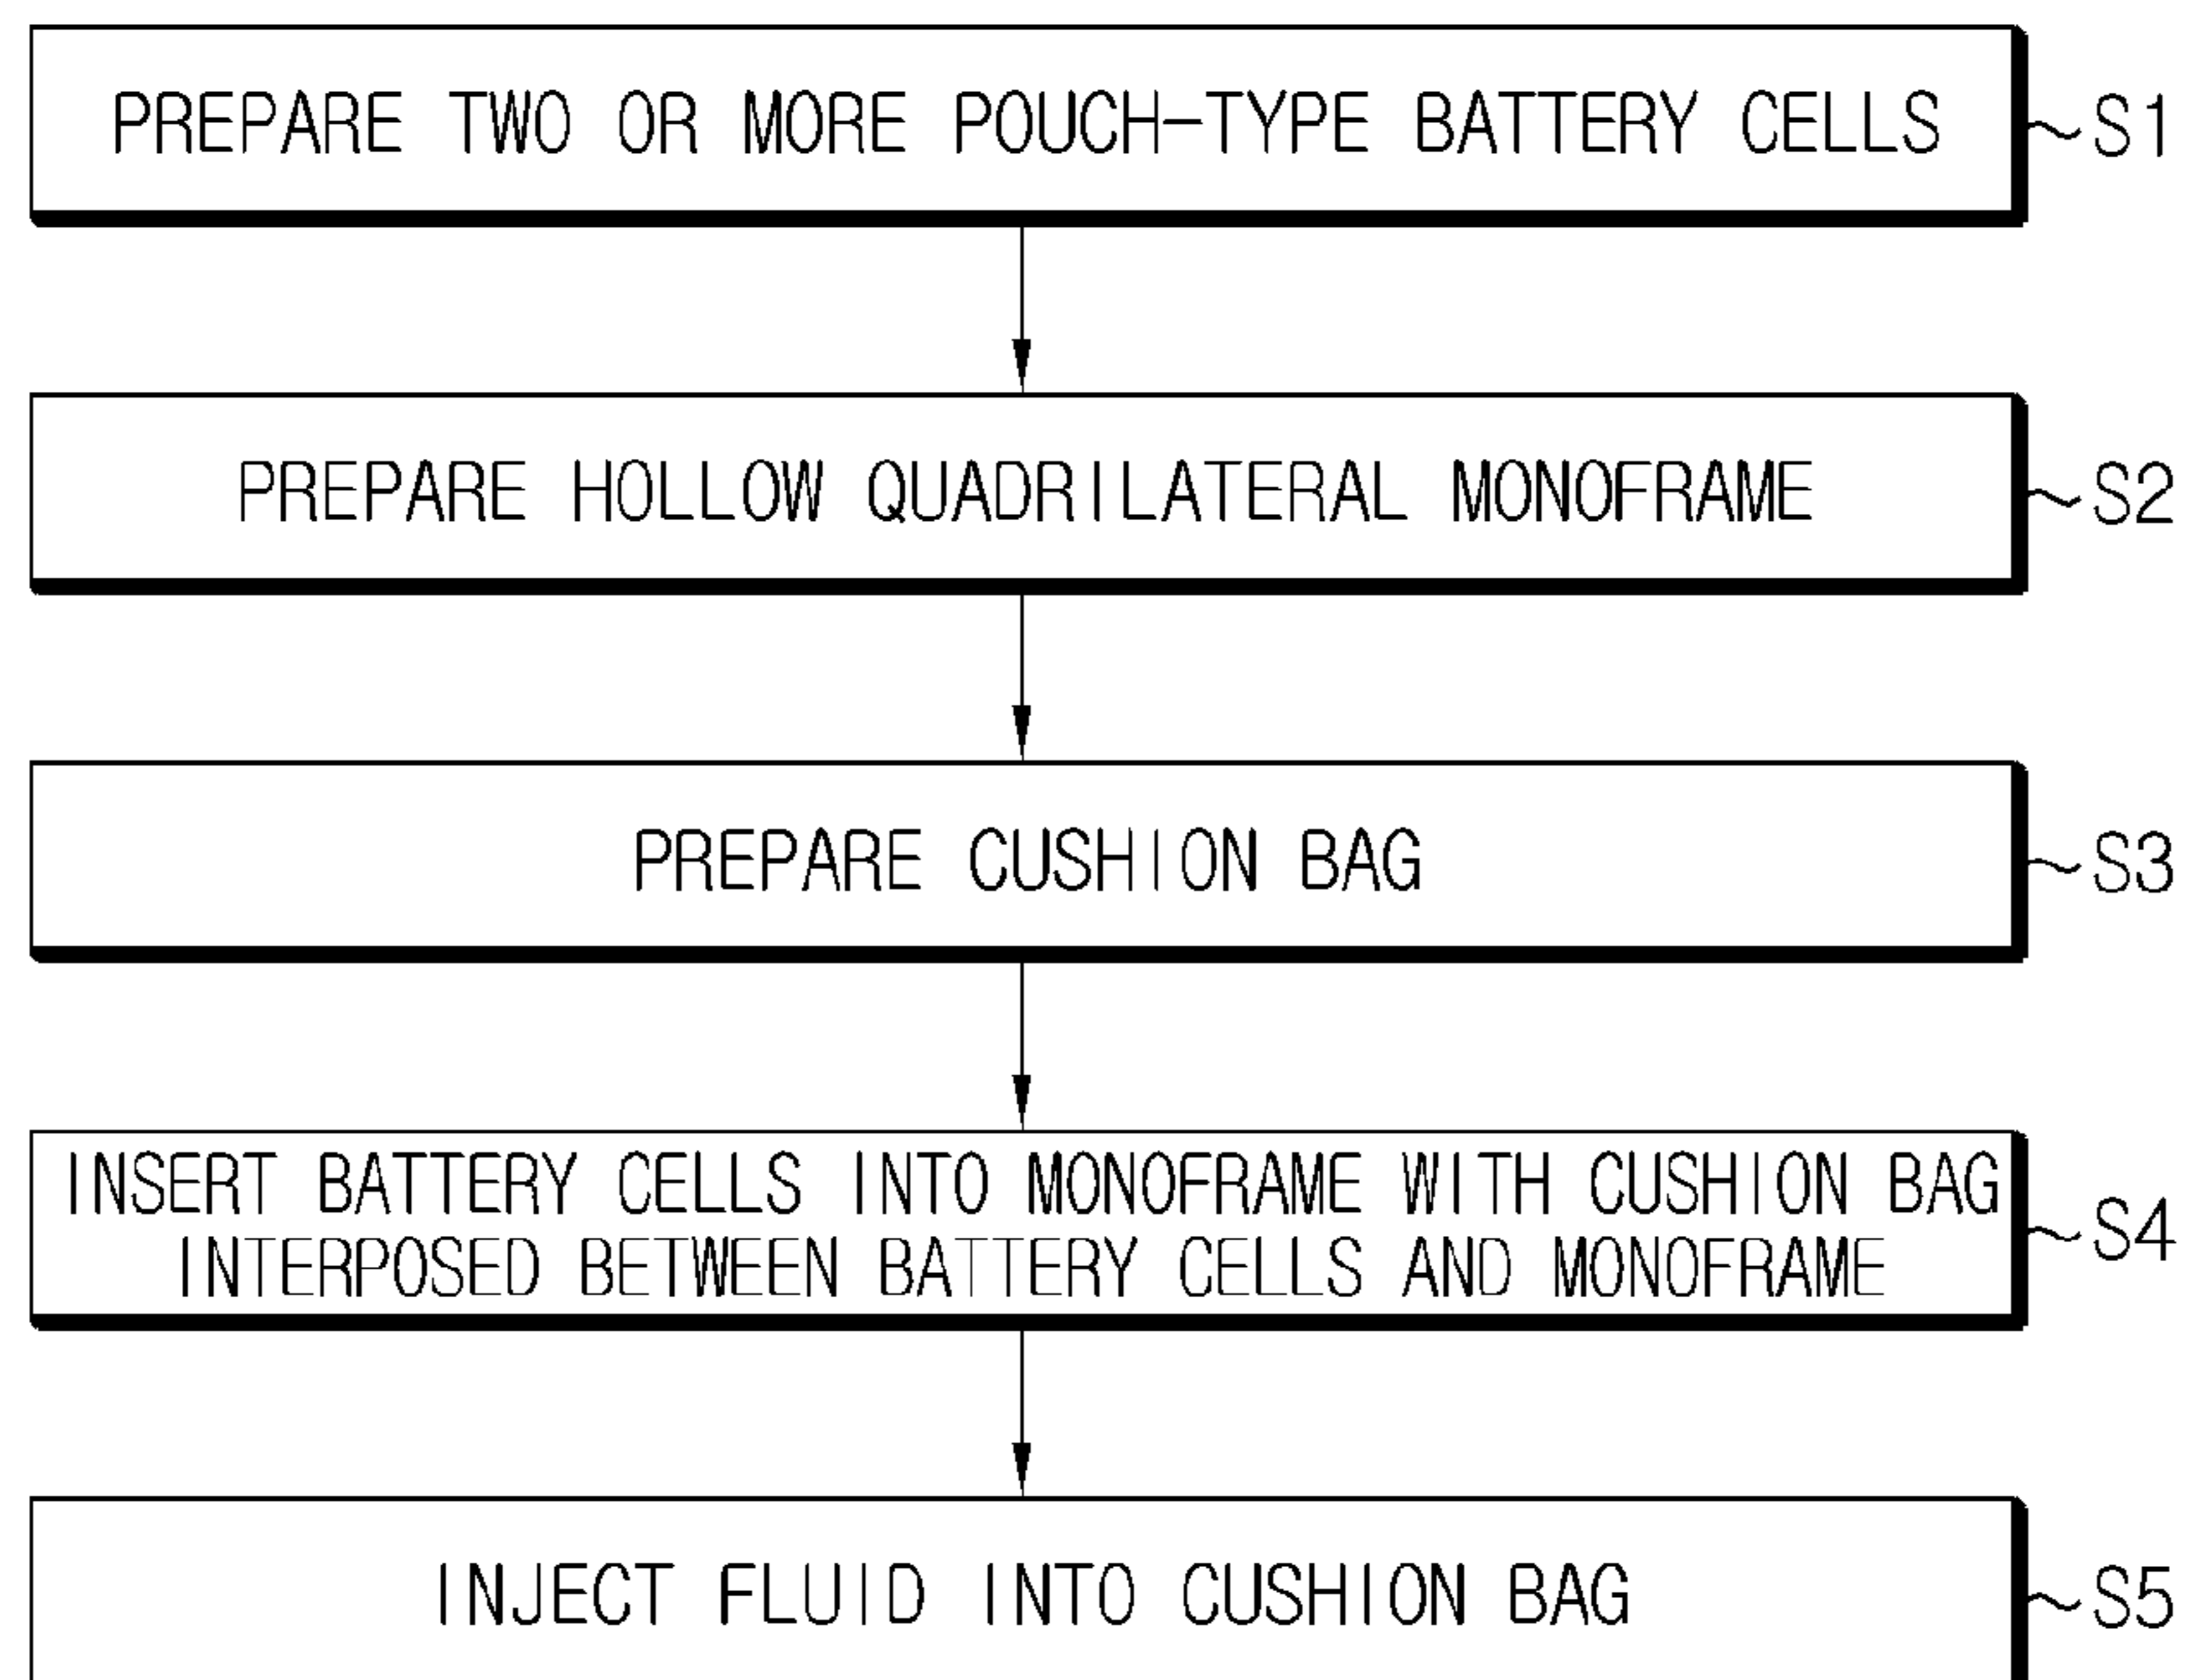 PREPARE TWO OR MORE POUCH-TYPE BATTERY CELLS
S1
PREPARE HOLLOW QUADRILATERAL MONOFRAME
S2
PREPARE CUSHION BAG
S3
INSERT BATTERY CELLS INTO MONOFRAME WITH CUSHION BAG
INTERPOSED BETWEEN BATTERY CELLS AND MONOFRAME
S4
INJECT FLUID INTO CUSHION BAG
S5